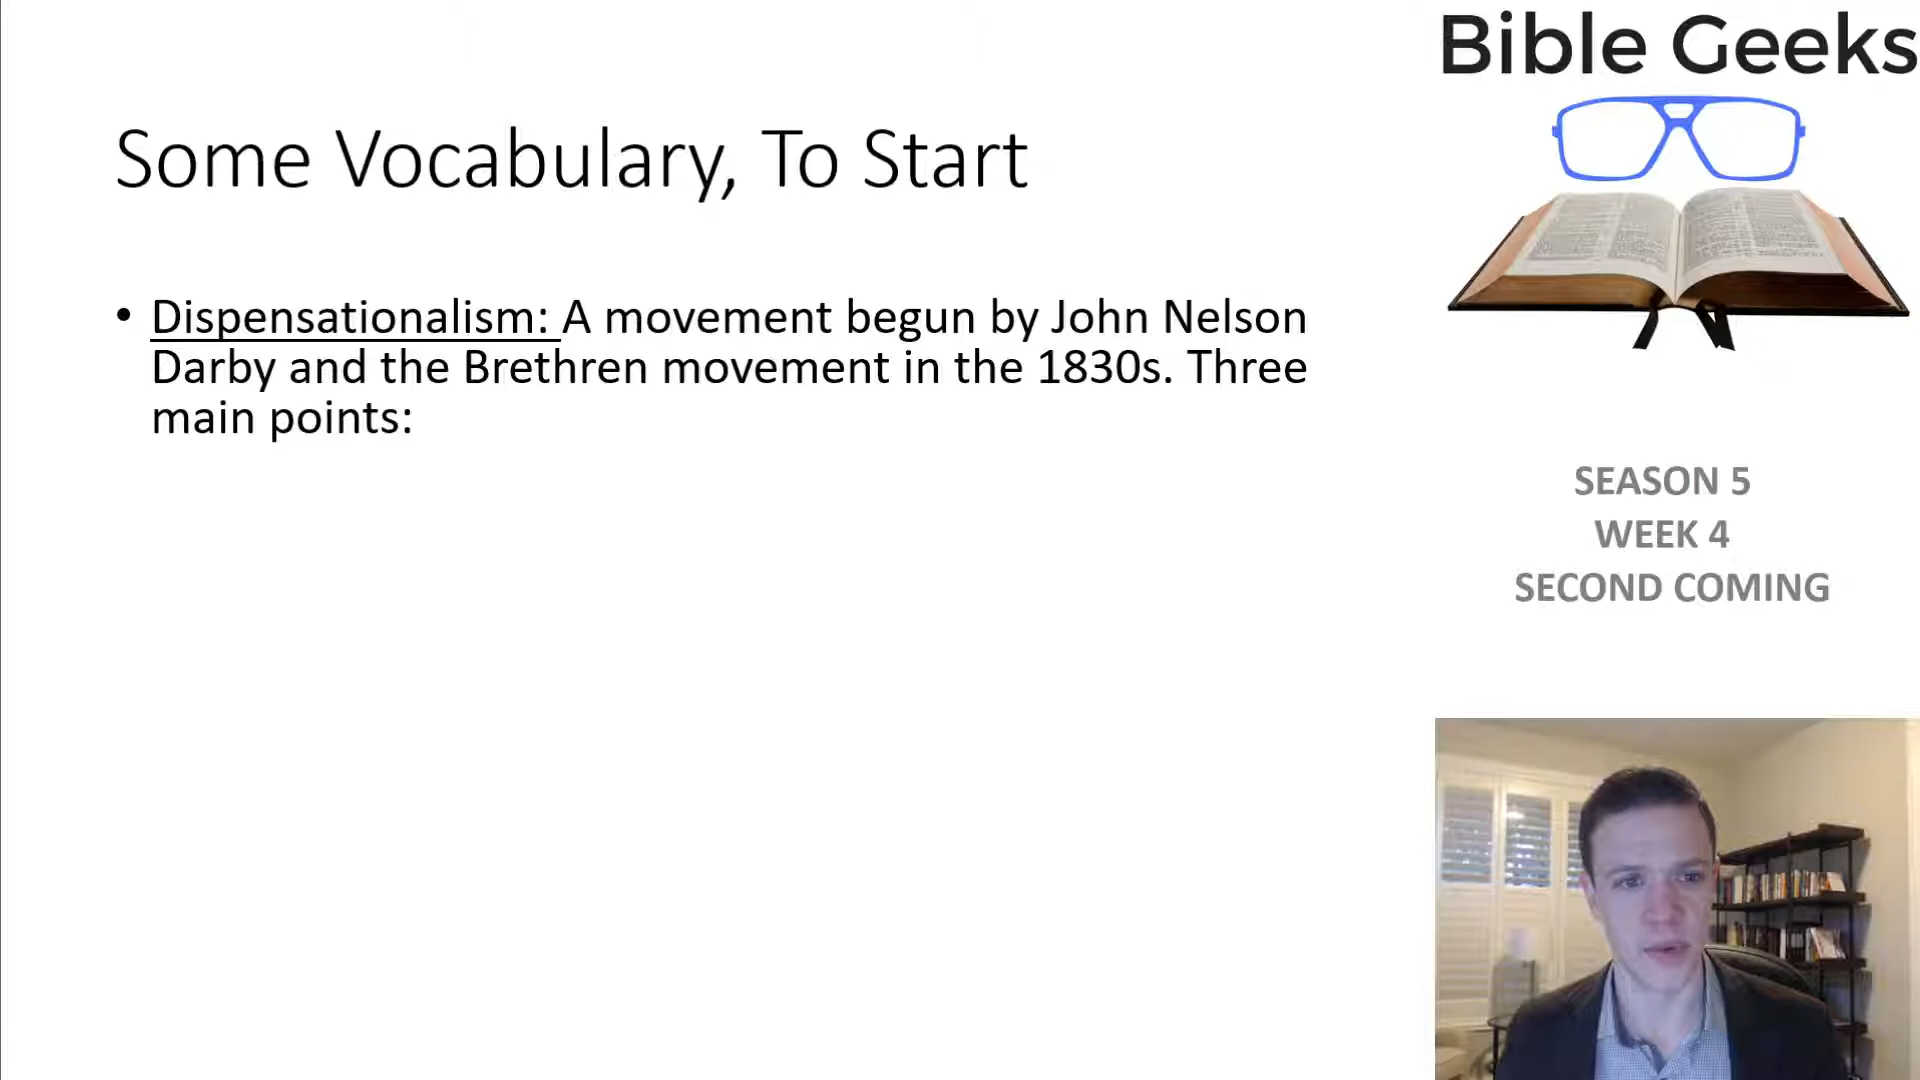 Bible Geeks
Some Vocabulary, To Start
• Dispensationalism: A movement begun by John Nelson
Darby and the Brethren movement in the 1830s. Three
main points:
SEASON 5
WEEK 4
SECOND COMING